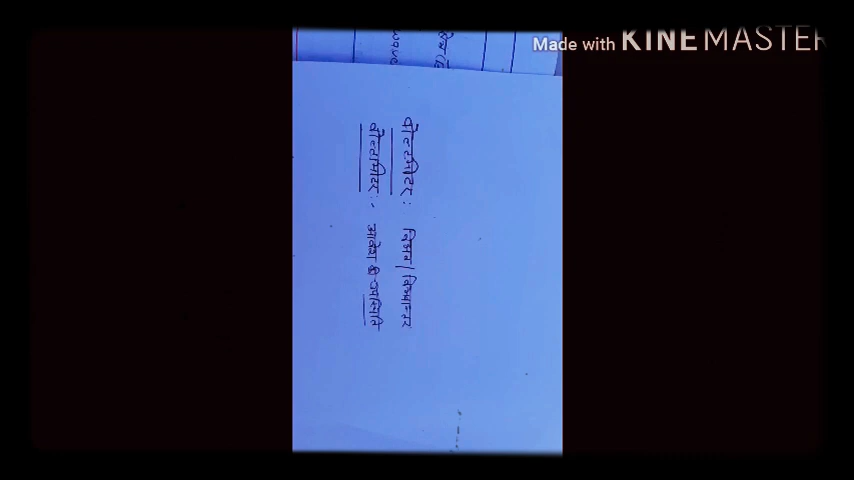 Made with KINEMASTER
वोल्टमीटर : विभव / विभवान्तर
वोल्टामीटर :- आवेश की उपस्थिति